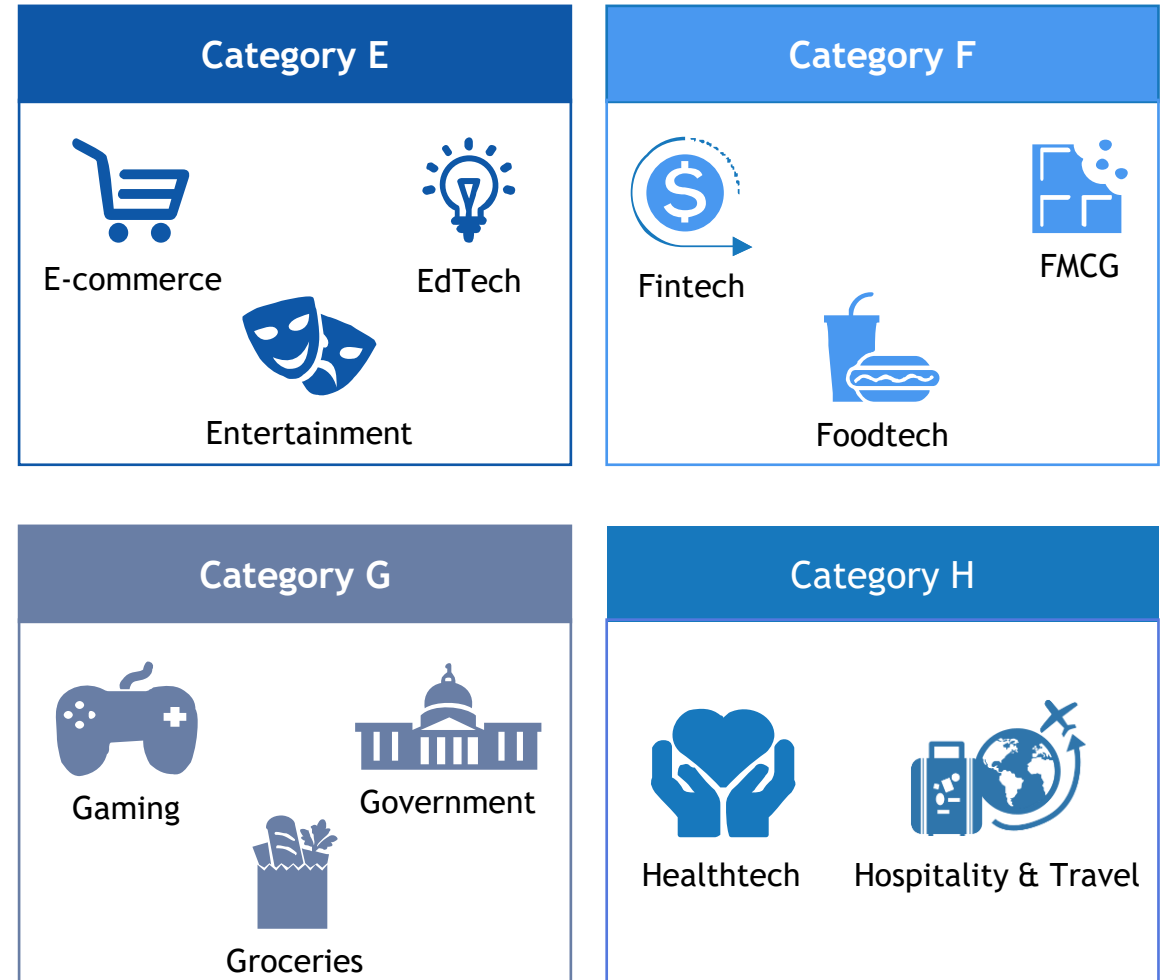 Category E
E-commerce
EdTech
Entertainment
Category F
$
Fintech
FMCG
Foodtech
Category G
Gaming
Government
Groceries
Category H
Healthtech
Hospitality & Travel